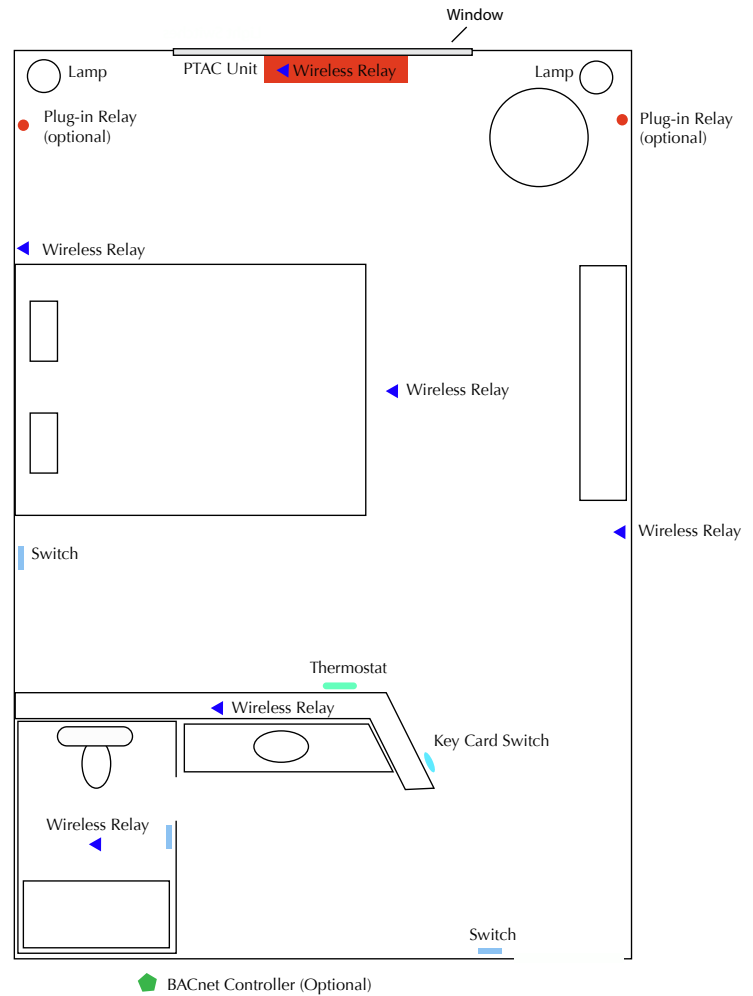 Window
PTAC Unit
Wireless Relay
Lamp
Lamp
Plug-in Relay
(optional)
Plug-in Relay
(optional)
Wireless Relay
Wireless Relay
Wireless Relay
Switch
Thermostat
Wireless Relay
Key Card Switch
Wireless Relay
Switch
BACnet Controller (Optional)